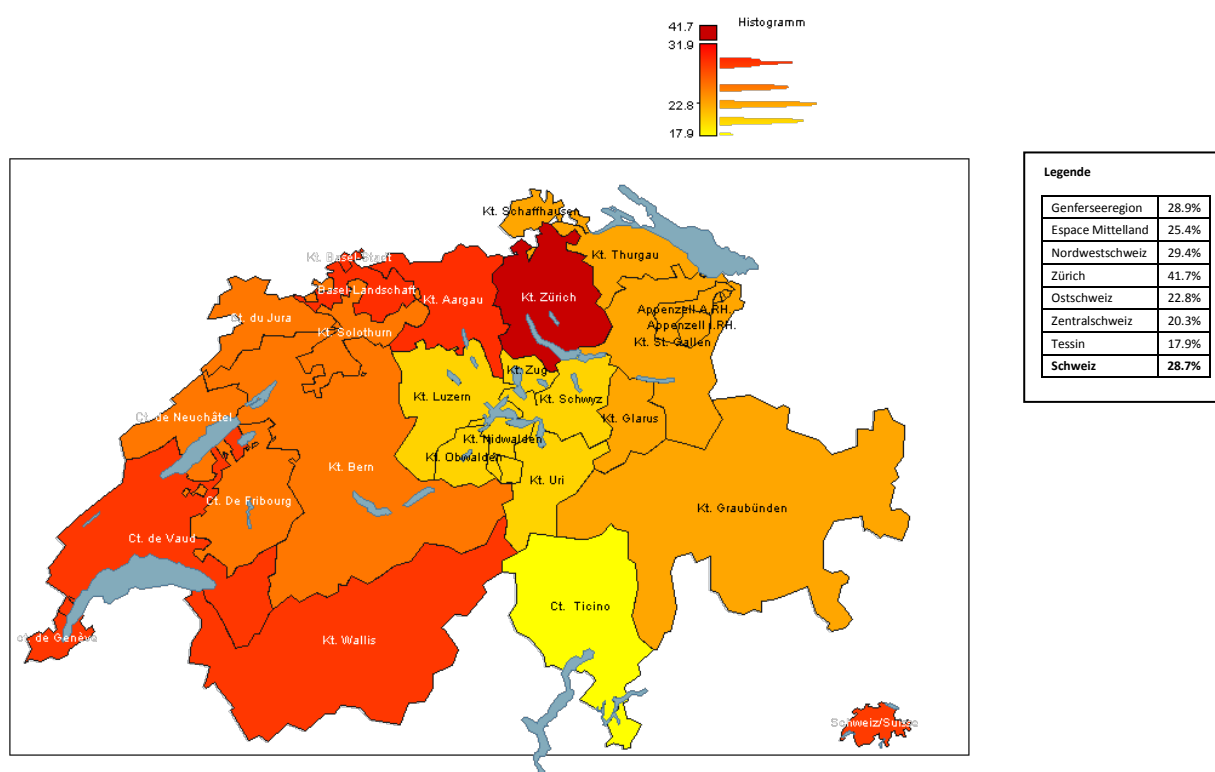 Histogramm
41.7
31.9
22.8
17.9
Legende
Genferseeregion 28.9%
Espace Mittelland 25.4%
Nordwestschweiz 29.4%
Zürich 41.7%
Ostschweiz 22.8%
Zentralschweiz 20.3%
Tessin 17.9%
Schweiz 28.7%
Kt. Schaffhausen
Kt. Basel-Stadt
Kt. Thurgau
Basel-Landschaft
Kt. Aargau
Kt. Zürich
Appenzell A.RH.
Ct. du Jura
Kt. Solothurn
Appenzell I.RH.
Kt. St. Gallen
Kt. Zug
Kt. Luzern
Kt. Schwyz
Ct. de Neuchâtel
Kt. Glarus
Kt. Nidwalden
Kt. Obwalden
Kt. Bern
Kt. Uri
Ct. De Fribourg
Kt. Graubünden
Ct. de Vaud
Ct. Ticino
ct. de Genève
Kt. Wallis
Schweiz/Suisse